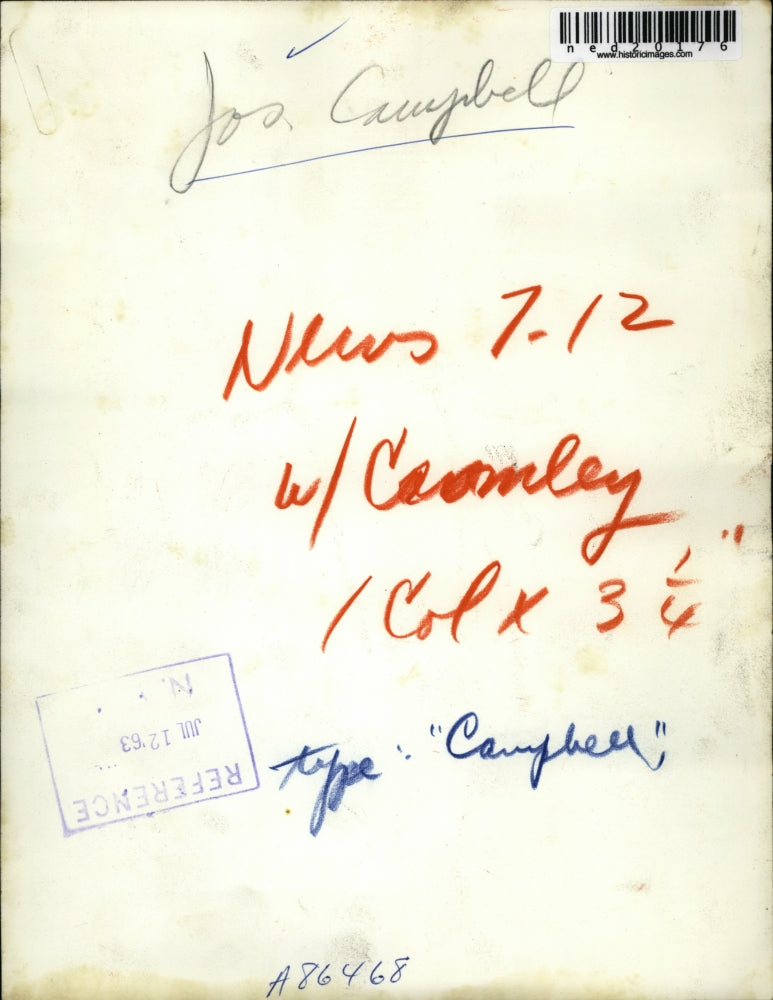 ned20176
www.historicimages.com
Jos. Campbell
News 7-12
w/ Cromley
1 Col x 3 1/4"
N.Y.
JUL 12 '63
REFERENCE
type: "Campbell"
A86468